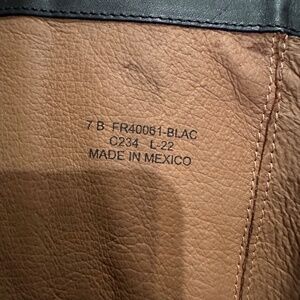 7 B FR40061-BLAC
C234 L-22
MADE IN MEXICO